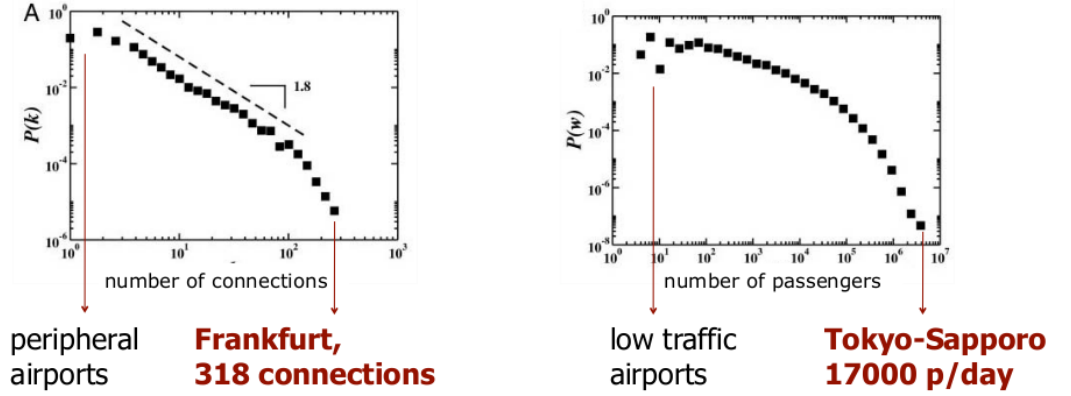 A
P(k)
10^0
10^-2
10^-4
10^-6
1.8
10^0 10^1 10^2 10^3
number of connections
peripheral
airports
Frankfurt,
318 connections
P(w)
10^0
10^-2
10^-4
10^-6
10^-8
10^0 10^1 10^2 10^3 10^4 10^5 10^6 10^7
number of passengers
low traffic
airports
Tokyo-Sapporo
17000 p/day